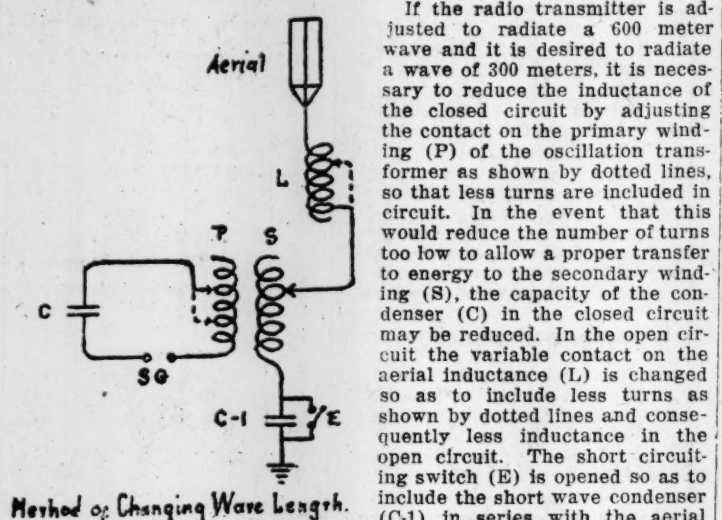 Aerial
L
P S
C
SG
C-1 E
Method of Changing Wave Length.
If the radio transmitter is ad-
justed to radiate a 600 meter
wave and it is desired to radiate
a wave of 300 meters, it is neces-
sary to reduce the inductance of
the closed circuit by adjusting
the contact on the primary wind-
ing (P) of the oscillation trans-
former as shown by dotted lines,
so that less turns are included in
circuit. In the event that this
would reduce the number of turns
too low to allow a proper transfer
to energy to the secondary wind-
ing (S), the capacity of the con-
denser (C) in the closed circuit
may be reduced. In the open cir-
cuit the variable contact on the
aerial inductance (L) is changed
so as to include less turns as
shown by dotted lines and conse-
quently less inductance in the
open circuit. The short circuit-
ing switch (E) is opened so as to
include the short wave condenser
(C-1) in series with the aerial